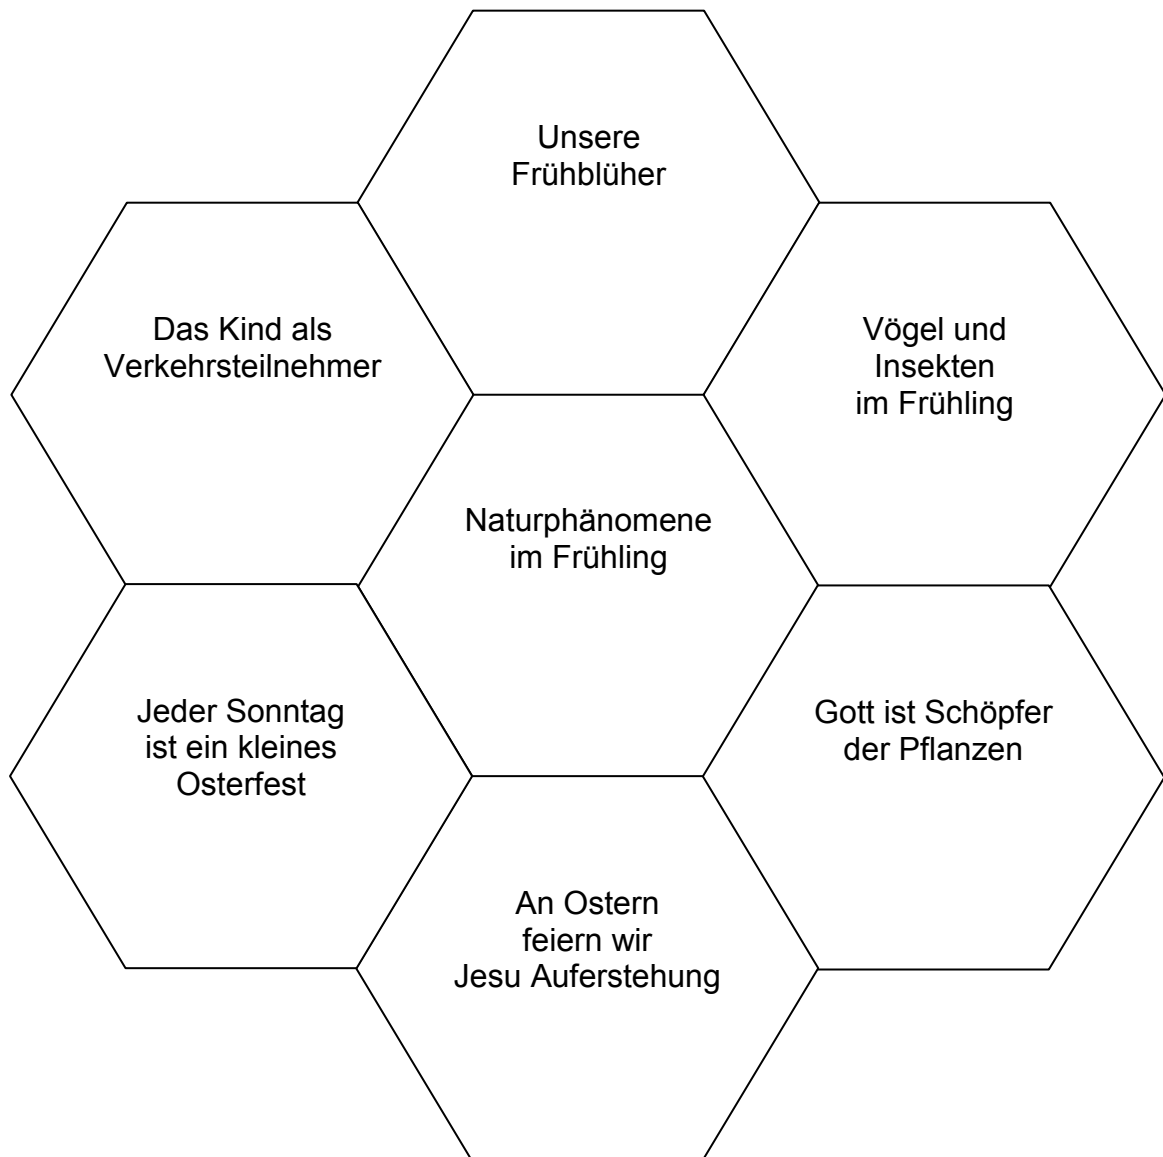 Unsere
Frühblüher
Das Kind als
Verkehrsteilnehmer
Vögel und
Insekten
im Frühling
Naturphänomene
im Frühling
Jeder Sonntag
ist ein kleines
Osterfest
Gott ist Schöpfer
der Pflanzen
An Ostern
feiern wir
Jesu Auferstehung